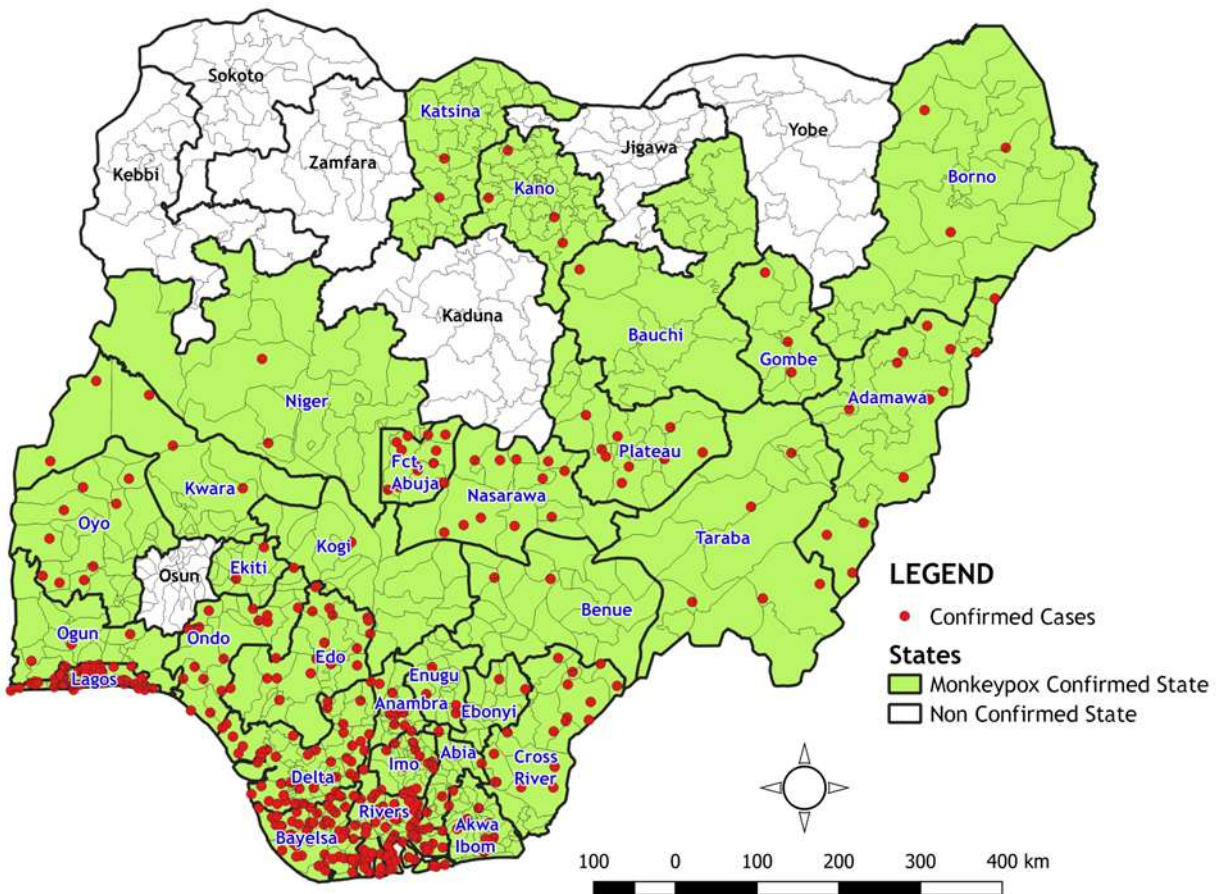 Sokoto
Katsina
Yobe
Jigawa
Kebbi
Zamfara
Kano
Borno
Kaduna
Bauchi
Gombe
Niger
Adamawa
Plateau
Fct,
Abuja
Nasarawa
Kwara
Oyo
Taraba
Kogi
Ekiti
Osun
Benue
Ogun
Ondo
Edo
Lagos
Enugu
Anambra
Ebonyi
Abia
Cross
River
Imo
Delta
Rivers
Bayelsa
Akwa
Ibom
LEGEND
Confirmed Cases
States
Monkeypox Confirmed State
Non Confirmed State
100 0 100 200 300 400 km